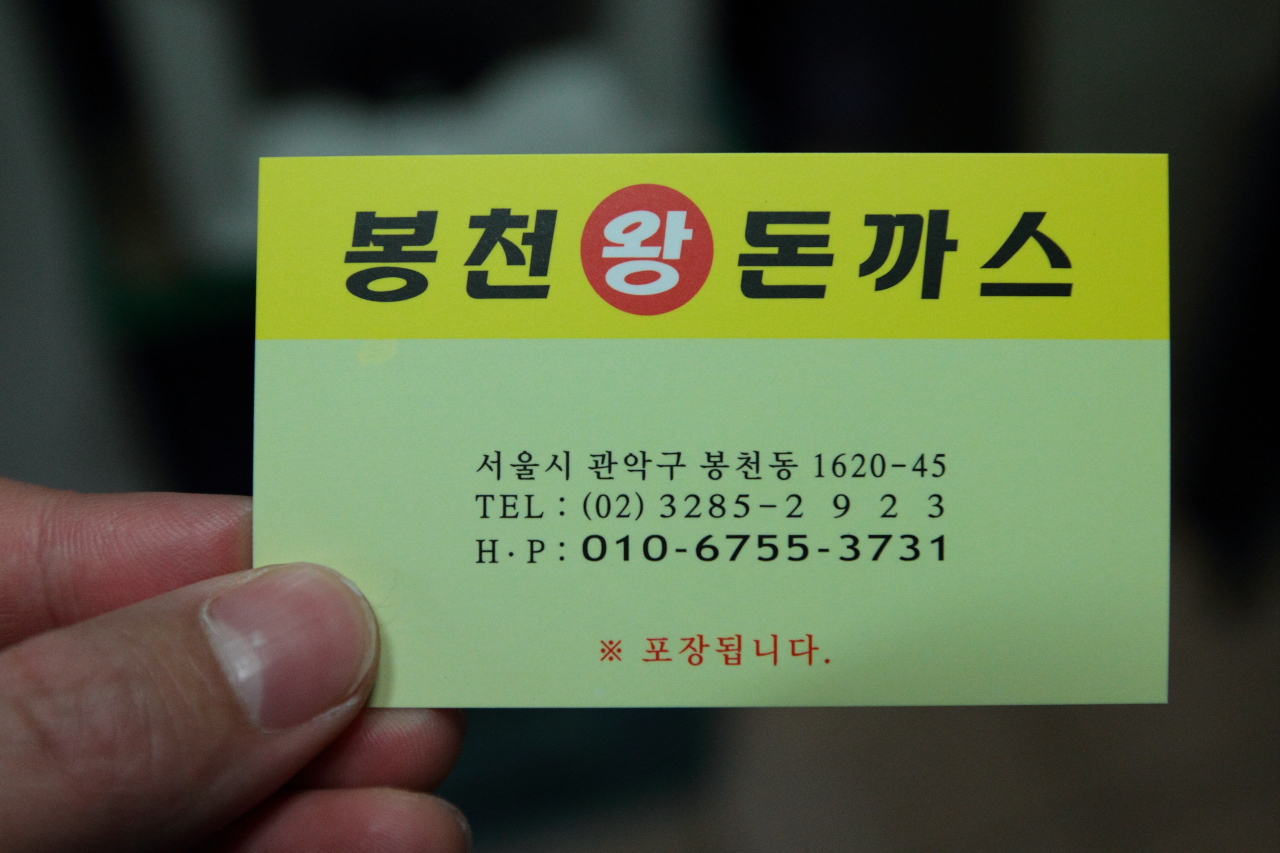 봉천왕돈까스
서울시 관악구 봉천동 1620-45
TEL : (02) 3285-2 9 2 3
H·P : 010-6755-3731
※ 포장됩니다.